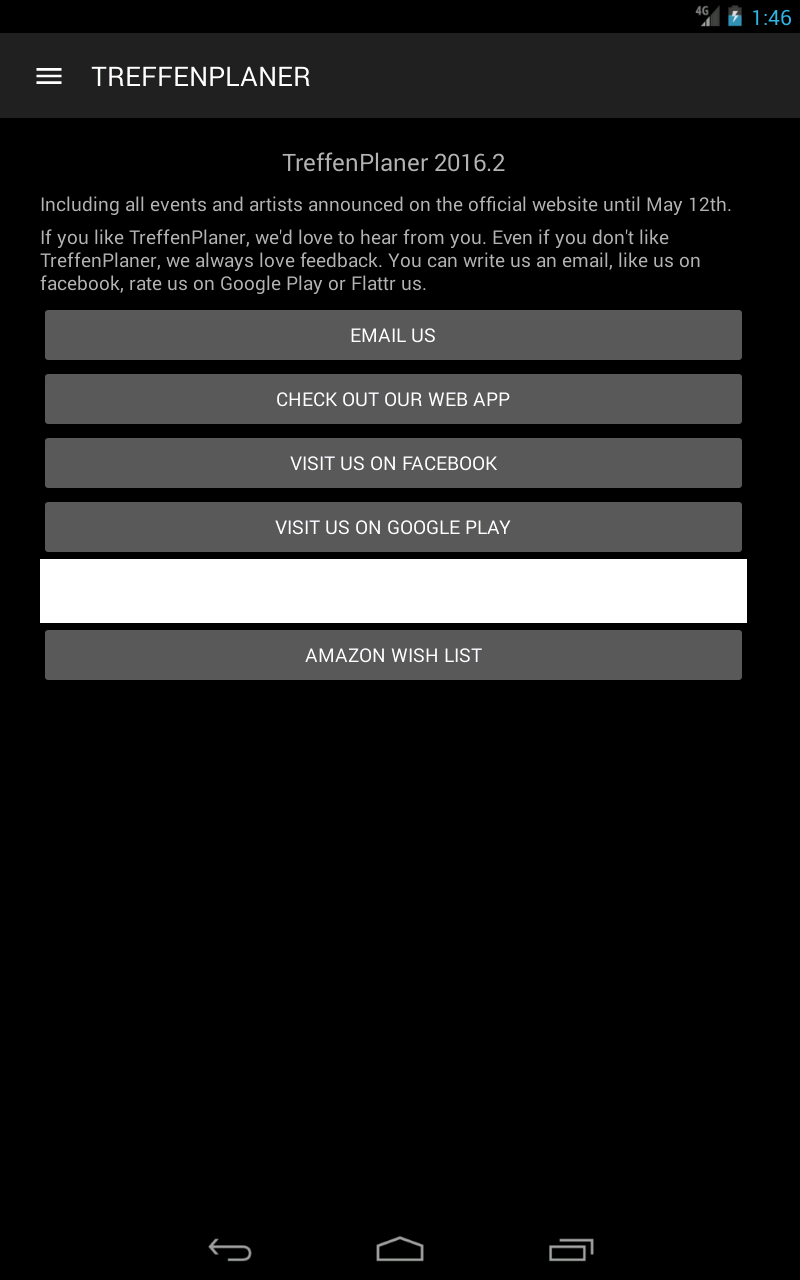 4G
1:46
TREFFENPLANER
TreffenPlaner 2016.2
Including all events and artists announced on the official website until May 12th.
If you like TreffenPlaner, we'd love to hear from you. Even if you don't like
TreffenPlaner, we always love feedback. You can write us an email, like us on
facebook, rate us on Google Play or Flattr us.
EMAIL US
CHECK OUT OUR WEB APP
VISIT US ON FACEBOOK
VISIT US ON GOOGLE PLAY
AMAZON WISH LIST